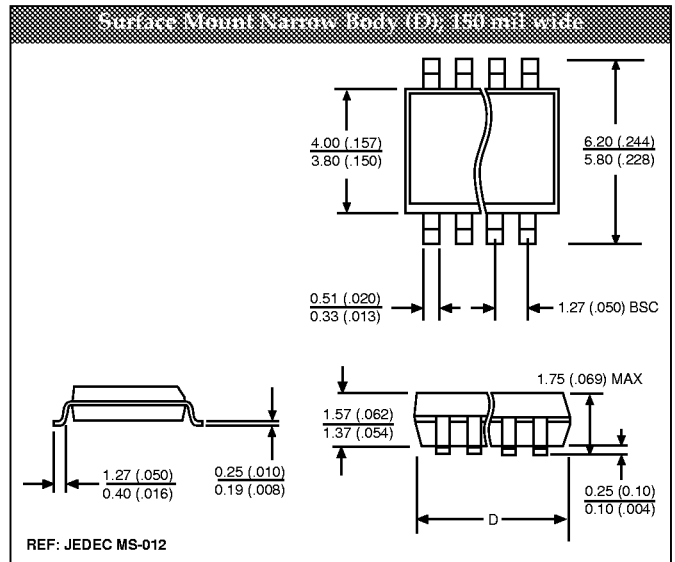 Surface Mount Narrow Body (D), 150 mil wide
4.00 (.157)
3.80 (.150)
6.20 (.244)
5.80 (.228)
0.51 (.020)
0.33 (.013)
1.27 (.050) BSC
1.75 (.069) MAX
1.57 (.062)
1.37 (.054)
1.27 (.050)
0.40 (.016)
0.25 (.010)
0.19 (.008)
0.25 (0.10)
0.10 (.004)
D
REF: JEDEC MS-012